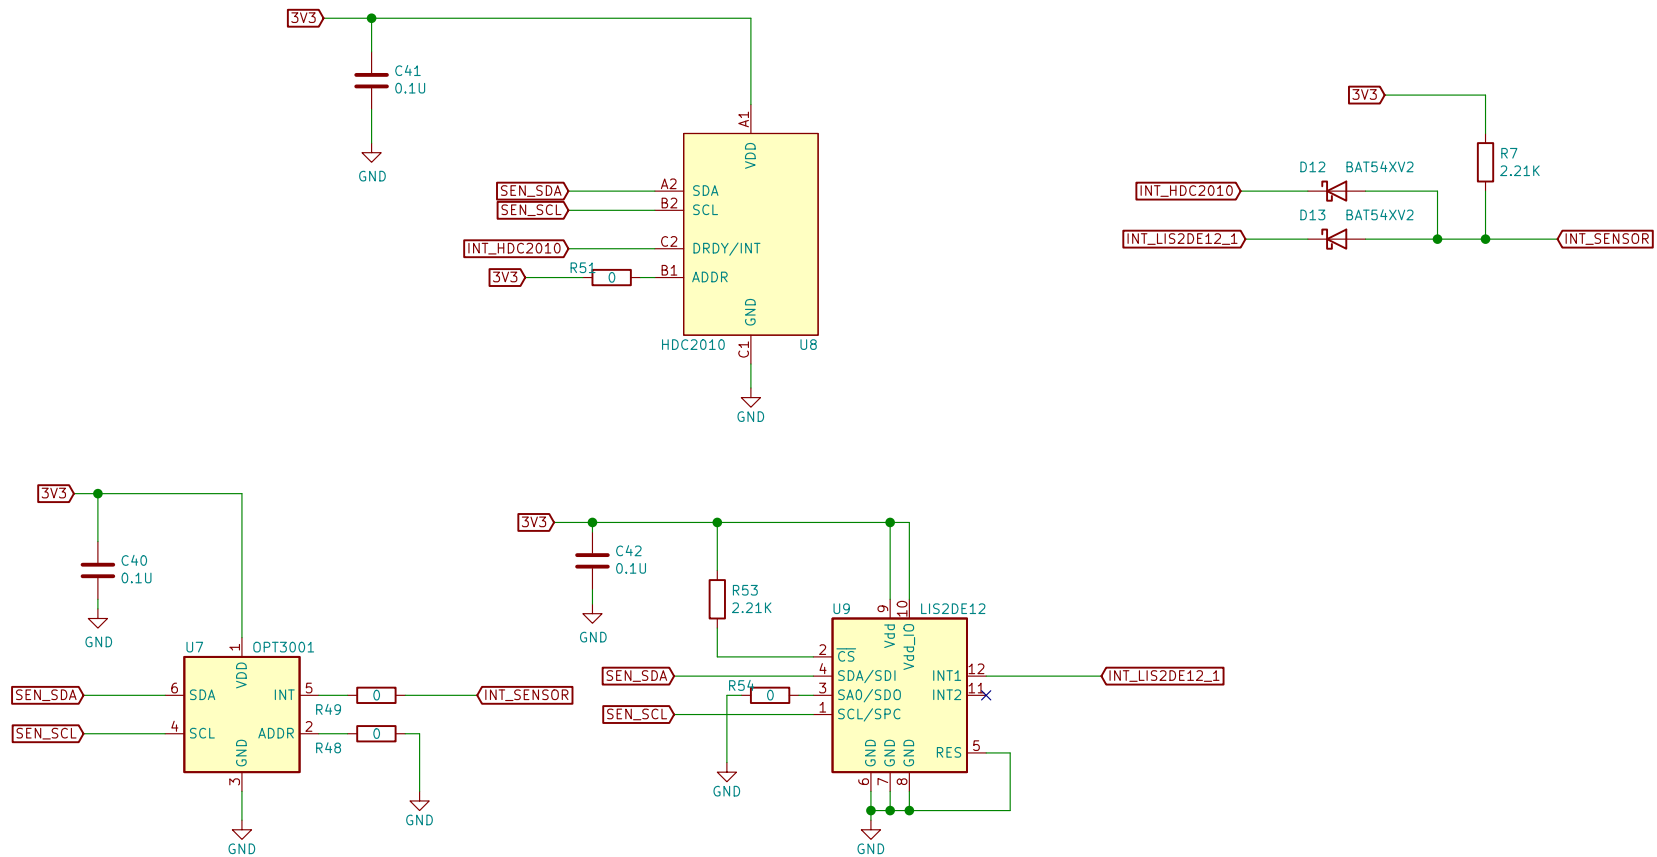 3V3
C41
0.1U
GND
A1
VDD
SEN_SDA
A2
SDA
SEN_SCL
B2
SCL
INT_HDC2010
C2
DRDY/INT
3V3
R51
0
B1
ADDR
GND
HDC2010
C1
U8
GND
3V3
R7
2.21K
D12
BAT54XV2
INT_HDC2010
D13
BAT54XV2
INT_LIS2DE12_1
INT_SENSOR
3V3
C40
0.1U
GND
U7
1
OPT3001
VDD
SEN_SDA
6
SDA
INT
5
0
INT_SENSOR
R49
SEN_SCL
4
SCL
ADDR
2
0
R48
GND
3
GND
GND
3V3
C42
0.1U
GND
R53
2.21K
U9
9
10
LIS2DE12
Vdd
Vdd_IO
2
CS
SEN_SDA
4
SDA/SDI
INT1
12
INT_LIS2DE12_1
R54
0
3
SA0/SDO
INT2
11
SEN_SCL
1
SCL/SPC
GND
GND
GND
GND
RES
5
6
7
8
GND